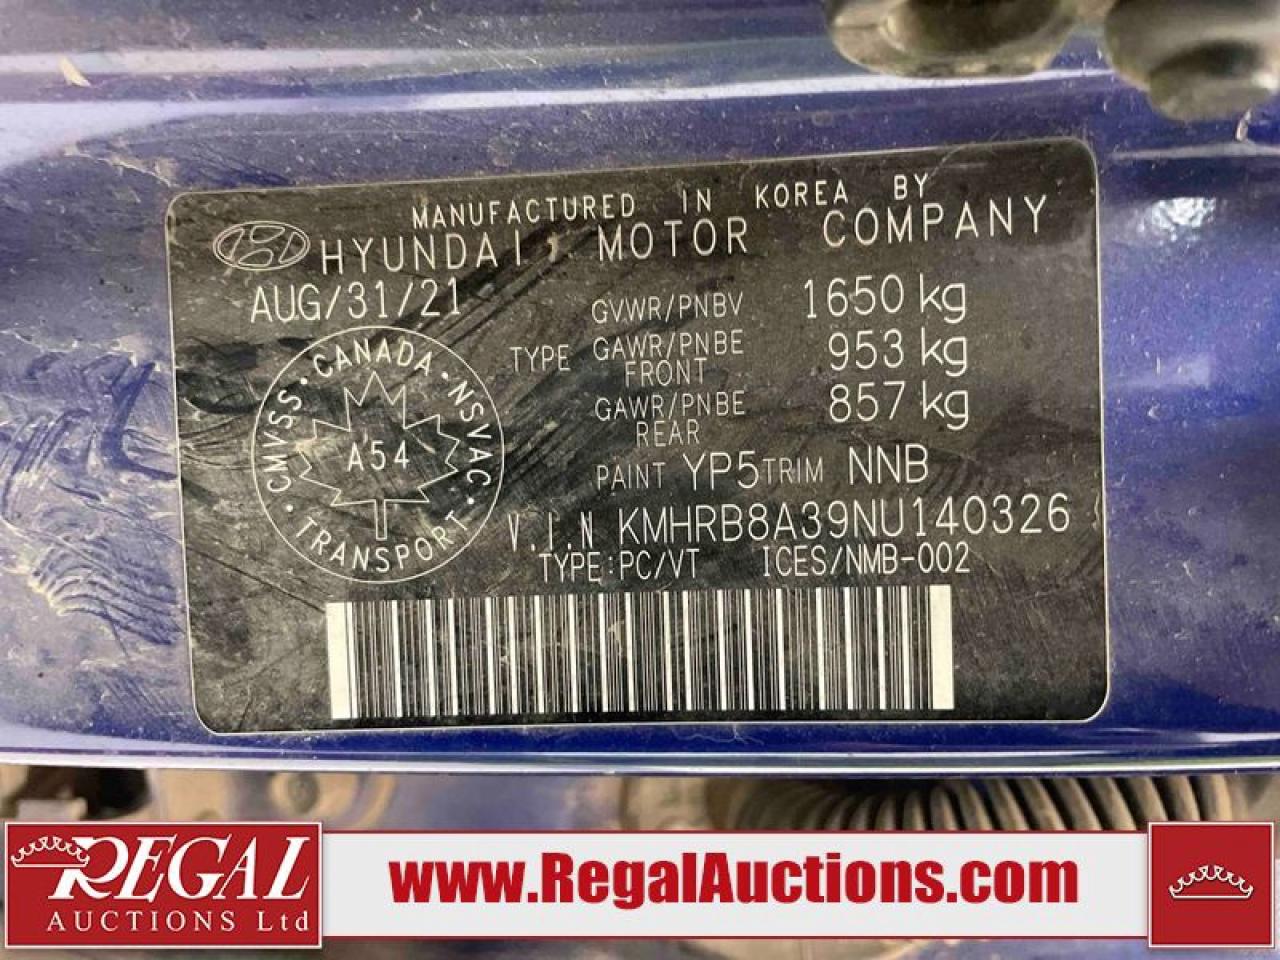 MANUFACTURED IN KOREA BY
HYUNDAI MOTOR COMPANY
AUG/31/21
GVWR/PNBV 1650 kg
TYPE GAWR/PNBE FRONT 953 kg
GAWR/PNBE REAR 857 kg
PAINT YP5 TRIM NNB
V.I.N KMHRB8A39NU140326
TYPE:PC/VT ICES/NMB-002
CANADA · NSVAC · TRANSPORT · CMVSS
A54
REGAL
AUCTIONS Ltd
www.RegalAuctions.com